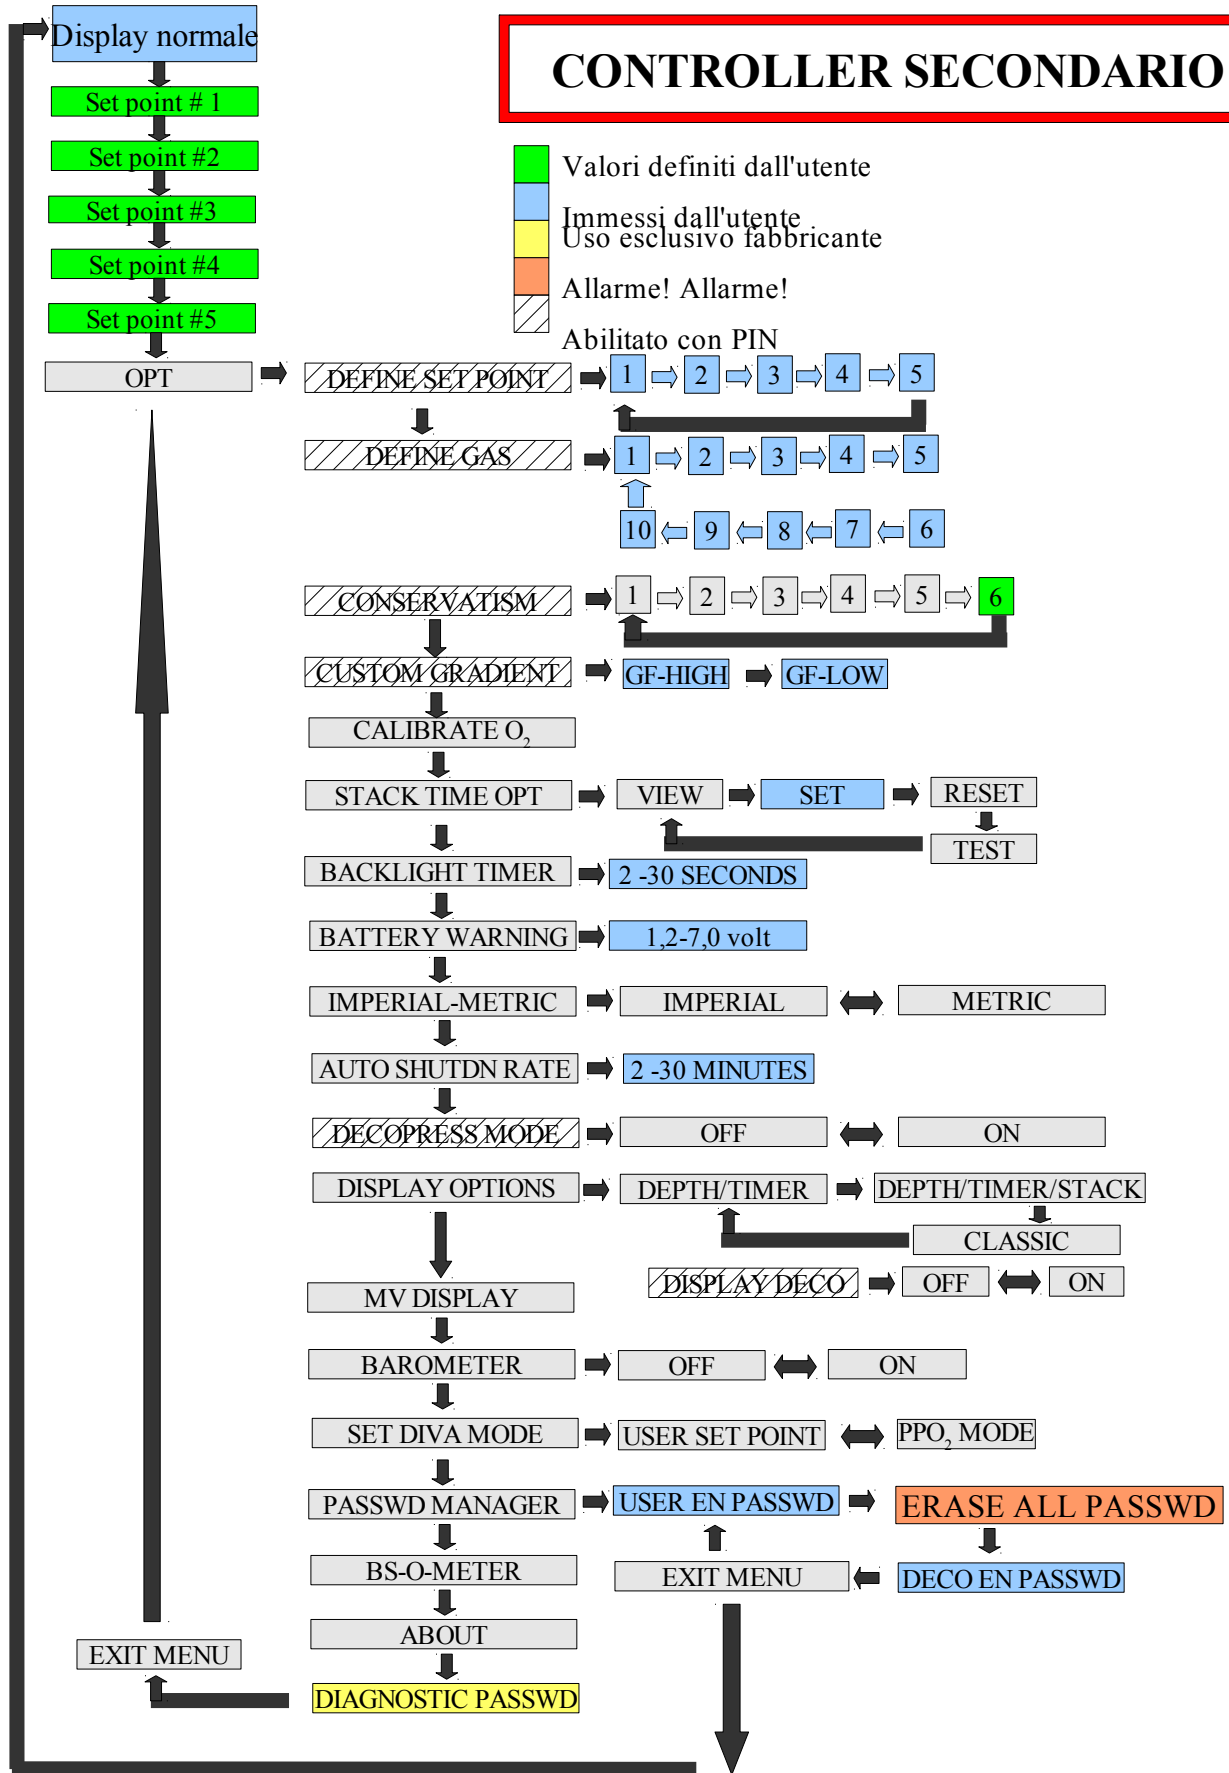 Display normale
CONTROLLER SECONDARIO
Set point # 1
Set point #2
Set point #3
Set point #4
Set point #5
Valori definiti dall'utente
Immessi dall'utente
Uso esclusivo fabbricante
Allarme! Allarme!
Abilitato con PIN
OPT
DEFINE SET POINT
1 2 3 4 5
DEFINE GAS
1 2 3 4 5
10 9 8 7 6
CONSERVATISM
1 2 3 4 5 6
CUSTOM GRADIENT
GF-HIGH
GF-LOW
CALIBRATE O₂
STACK TIME OPT
VIEW
SET
RESET
TEST
BACKLIGHT TIMER
2 -30 SECONDS
BATTERY WARNING
1,2-7,0 volt
IMPERIAL-METRIC
IMPERIAL
METRIC
AUTO SHUTDN RATE
2 -30 MINUTES
DECOPRESS MODE
OFF
ON
DISPLAY OPTIONS
DEPTH/TIMER
DEPTH/TIMER/STACK
CLASSIC
DISPLAY DECO
OFF
ON
MV DISPLAY
BAROMETER
OFF
ON
SET DIVA MODE
USER SET POINT
PPO₂ MODE
PASSWD MANAGER
USER EN PASSWD
ERASE ALL PASSWD
BS-O-METER
EXIT MENU
DECO EN PASSWD
ABOUT
EXIT MENU
DIAGNOSTIC PASSWD